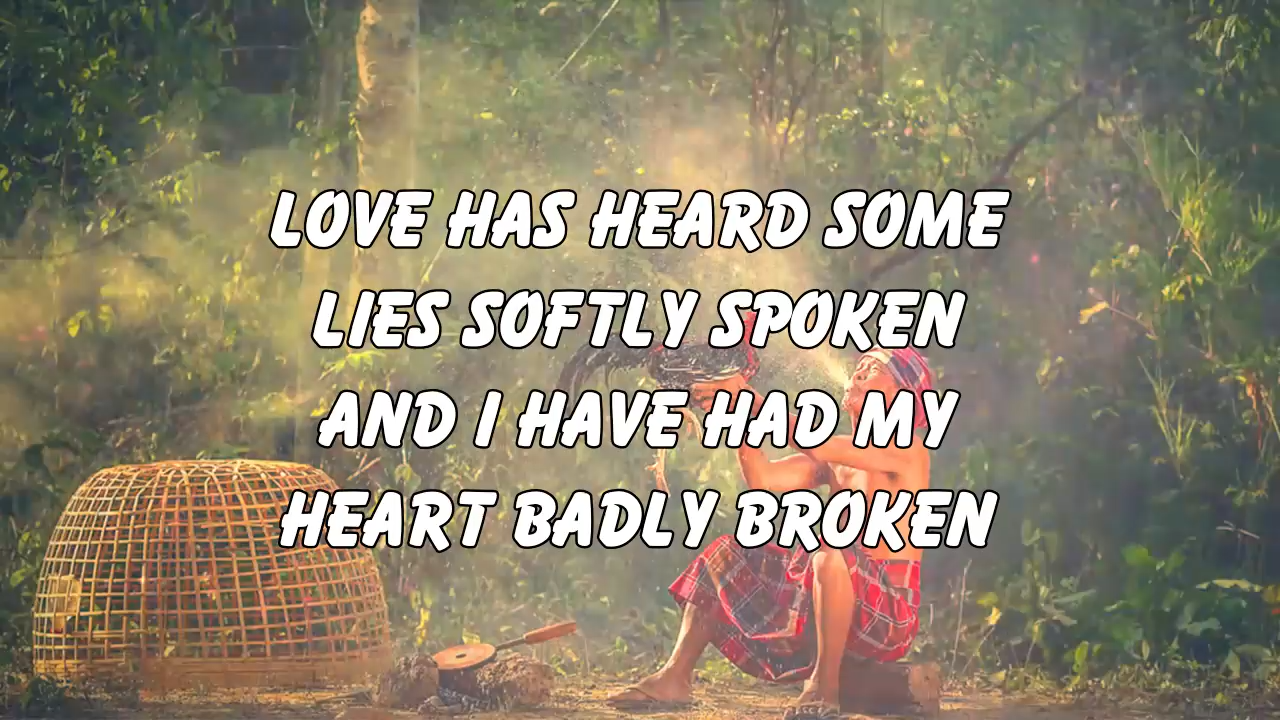 LOVE HAS HEARD SOME
LIES SOFTLY SPOKEN
AND I HAVE HAD MY
HEART BADLY BROKEN